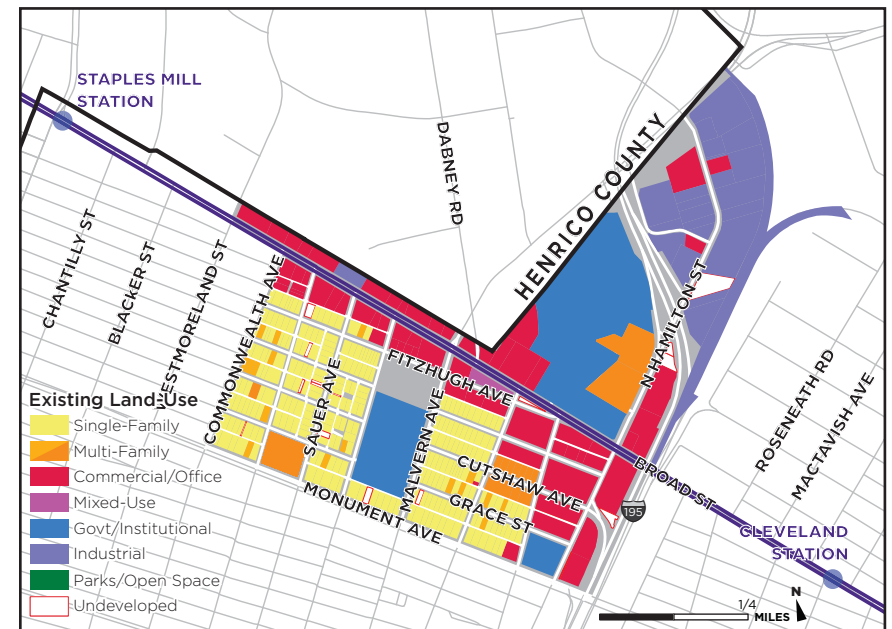 STAPLES MILL
STATION
HENRICO COUNTY
DABNEY RD
CHANTILLY ST
BLACKER ST
WESTMORELAND ST
COMMONWEALTH AVE
SAUER AVE
FITZHUGH AVE
MALVERN AVE
CUTSHAW AVE
GRACE ST
MONUMENT AVE
N HAMILTON ST
BROAD ST
ROSENEATH RD
MACTAVISH AVE
195
CLEVELAND
STATION
Existing Land Use
Single-Family
Multi-Family
Commercial/Office
Mixed-Use
Govt/Institutional
Industrial
Parks/Open Space
Undeveloped
1/4
MILES
N